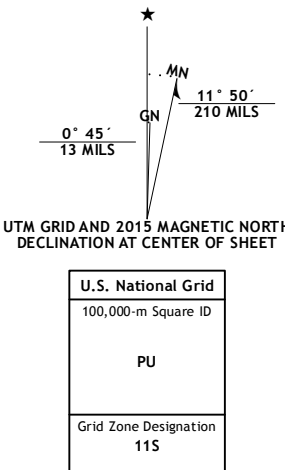 ★
MN
GN
11° 50´
210 MILS
0° 45´
13 MILS
UTM GRID AND 2015 MAGNETIC NORTH
DECLINATION AT CENTER OF SHEET
U.S. National Grid
100,000-m Square ID
PU
Grid Zone Designation
11S